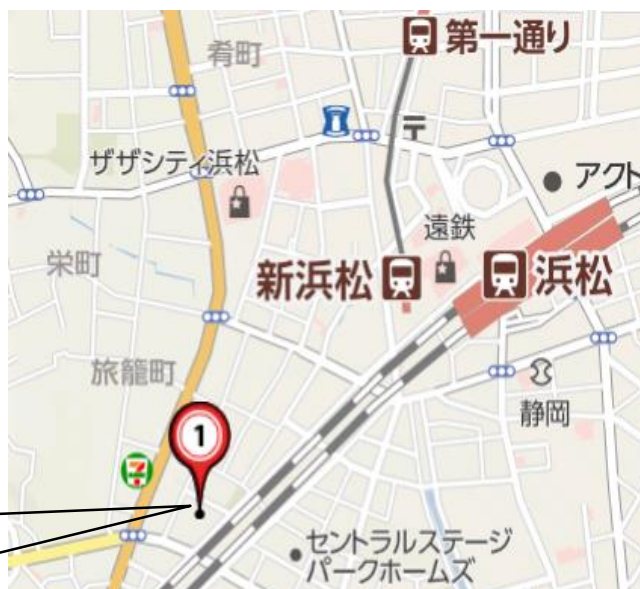 肴町
第一通り
ザザシティ浜松
〒
アクト
遠鉄
栄町
新浜松
浜松
旅籠町
1
静岡
7
セントラルステージ
パークホームズ